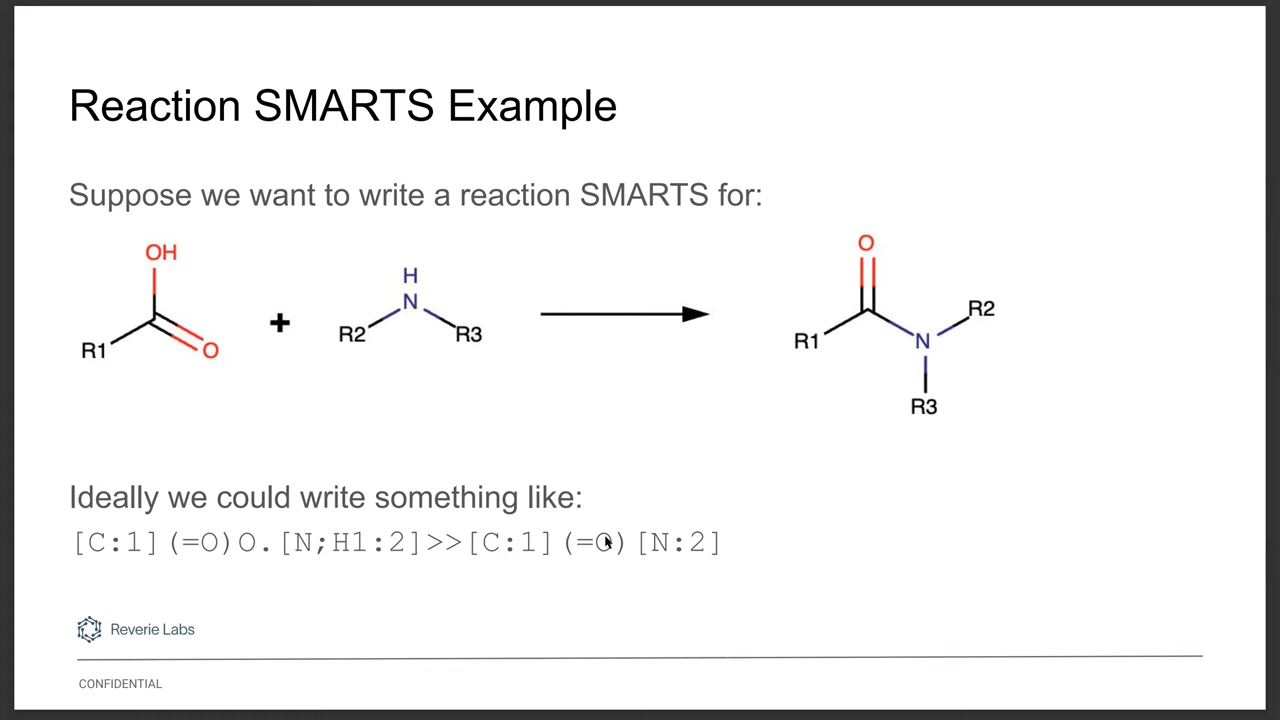 Reaction SMARTS Example
Suppose we want to write a reaction SMARTS for:
OH
R1
O
+
H
N
R2
R3
O
R1
N
R2
R3
Ideally we could write something like:
[C:1](=O)O.[N;H1:2]>>[C:1](=O)[N:2]
Reverie Labs
CONFIDENTIAL